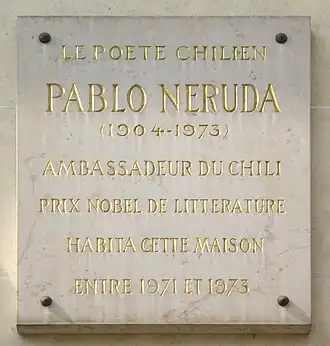 LE POETE CHILIEN
PABLO NERUDA
(1904-1973)
AMBASSADEUR DU CHILI
PRIX NOBEL DE LITTERATURE
HABITA CETTE MAISON
ENTRE 1971 ET 1973